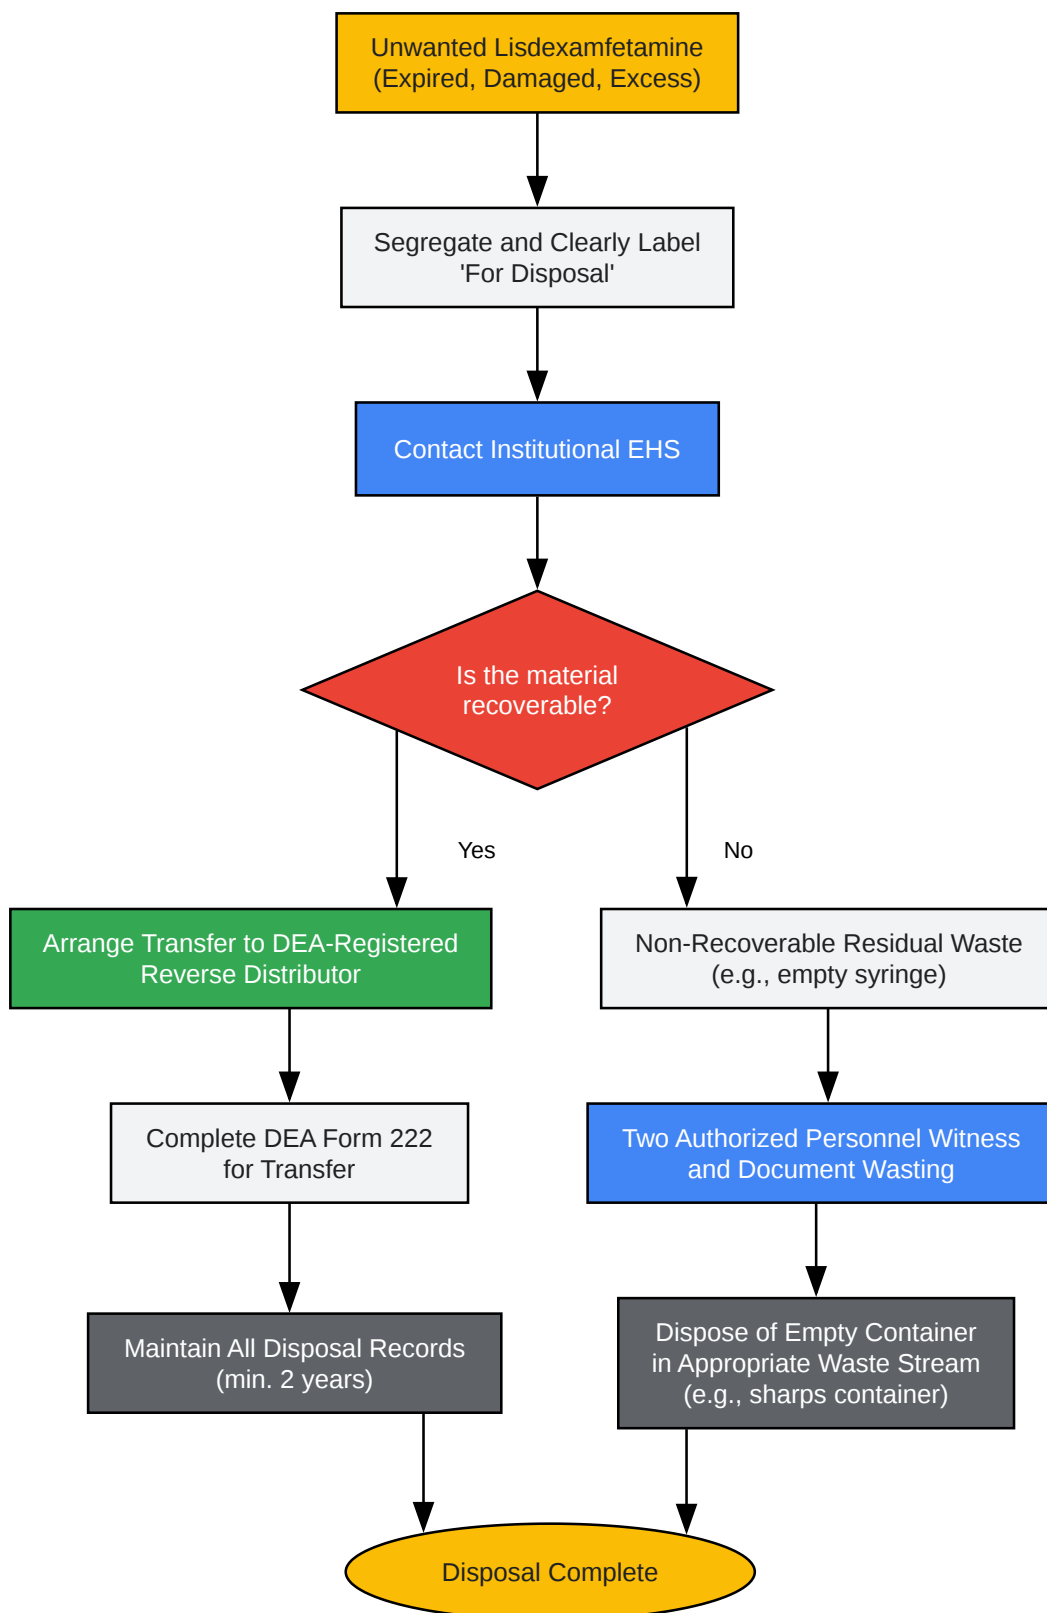 Unwanted Lisdexamfetamine
(Expired, Damaged, Excess)
Segregate and Clearly Label
'For Disposal'
Contact Institutional EHS
Is the material
recoverable?
Yes
No
Arrange Transfer to DEA-Registered
Reverse Distributor
Non-Recoverable Residual Waste
(e.g., empty syringe)
Complete DEA Form 222
for Transfer
Two Authorized Personnel Witness
and Document Wasting
Maintain All Disposal Records
(min. 2 years)
Dispose of Empty Container
in Appropriate Waste Stream
(e.g., sharps container)
Disposal Complete